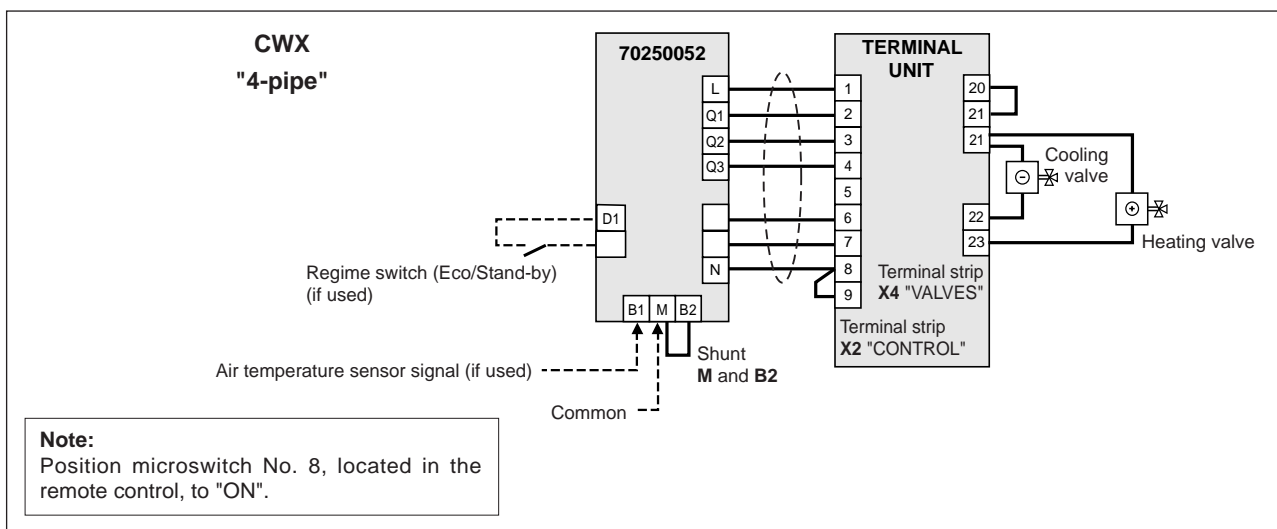 CWX
"4-pipe"
70250052
L
Q1
Q2
Q3
N
D1
B1 M B2
TERMINAL
UNIT
1
2
3
4
5
6
7
8
9
20
21
21
22
23
Cooling
valve
Heating valve
Regime switch (Eco/Stand-by)
(if used)
Terminal strip
X4 "VALVES"
Terminal strip
X2 "CONTROL"
Shunt
M and B2
Air temperature sensor signal (if used)
Common
Note:
Position microswitch No. 8, located in the
remote control, to "ON".